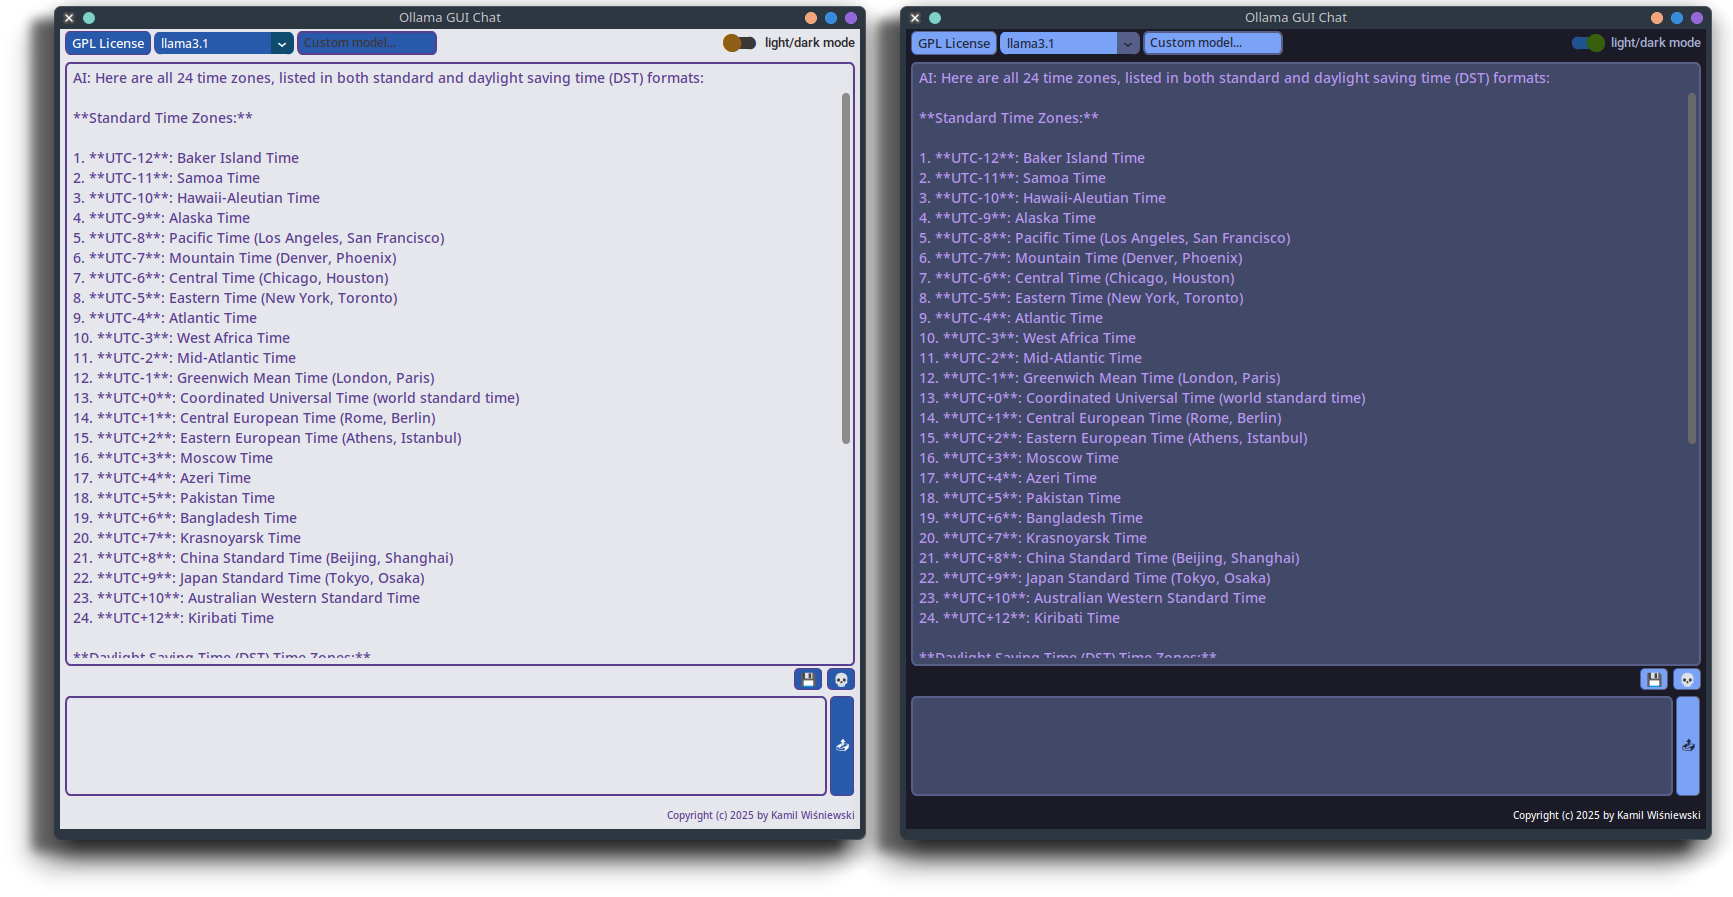 Ollama GUI Chat
GPL License llama3.1 Custom model... light/dark mode
AI: Here are all 24 time zones, listed in both standard and daylight saving time (DST) formats:
**Standard Time Zones:**
1. **UTC-12**: Baker Island Time
2. **UTC-11**: Samoa Time
3. **UTC-10**: Hawaii-Aleutian Time
4. **UTC-9**: Alaska Time
5. **UTC-8**: Pacific Time (Los Angeles, San Francisco)
6. **UTC-7**: Mountain Time (Denver, Phoenix)
7. **UTC-6**: Central Time (Chicago, Houston)
8. **UTC-5**: Eastern Time (New York, Toronto)
9. **UTC-4**: Atlantic Time
10. **UTC-3**: West Africa Time
11. **UTC-2**: Mid-Atlantic Time
12. **UTC-1**: Greenwich Mean Time (London, Paris)
13. **UTC+0**: Coordinated Universal Time (world standard time)
14. **UTC+1**: Central European Time (Rome, Berlin)
15. **UTC+2**: Eastern European Time (Athens, Istanbul)
16. **UTC+3**: Moscow Time
17. **UTC+4**: Azeri Time
18. **UTC+5**: Pakistan Time
19. **UTC+6**: Bangladesh Time
20. **UTC+7**: Krasnoyarsk Time
21. **UTC+8**: China Standard Time (Beijing, Shanghai)
22. **UTC+9**: Japan Standard Time (Tokyo, Osaka)
23. **UTC+10**: Australian Western Standard Time
24. **UTC+12**: Kiribati Time
**Daylight Saving Time (DST) Time Zones:**
Copyright (c) 2025 by Kamil Wiśniewski
Ollama GUI Chat
GPL License llama3.1 Custom model... light/dark mode
AI: Here are all 24 time zones, listed in both standard and daylight saving time (DST) formats:
**Standard Time Zones:**
1. **UTC-12**: Baker Island Time
2. **UTC-11**: Samoa Time
3. **UTC-10**: Hawaii-Aleutian Time
4. **UTC-9**: Alaska Time
5. **UTC-8**: Pacific Time (Los Angeles, San Francisco)
6. **UTC-7**: Mountain Time (Denver, Phoenix)
7. **UTC-6**: Central Time (Chicago, Houston)
8. **UTC-5**: Eastern Time (New York, Toronto)
9. **UTC-4**: Atlantic Time
10. **UTC-3**: West Africa Time
11. **UTC-2**: Mid-Atlantic Time
12. **UTC-1**: Greenwich Mean Time (London, Paris)
13. **UTC+0**: Coordinated Universal Time (world standard time)
14. **UTC+1**: Central European Time (Rome, Berlin)
15. **UTC+2**: Eastern European Time (Athens, Istanbul)
16. **UTC+3**: Moscow Time
17. **UTC+4**: Azeri Time
18. **UTC+5**: Pakistan Time
19. **UTC+6**: Bangladesh Time
20. **UTC+7**: Krasnoyarsk Time
21. **UTC+8**: China Standard Time (Beijing, Shanghai)
22. **UTC+9**: Japan Standard Time (Tokyo, Osaka)
23. **UTC+10**: Australian Western Standard Time
24. **UTC+12**: Kiribati Time
**Daylight Saving Time (DST) Time Zones:**
Copyright (c) 2025 by Kamil Wiśniewski